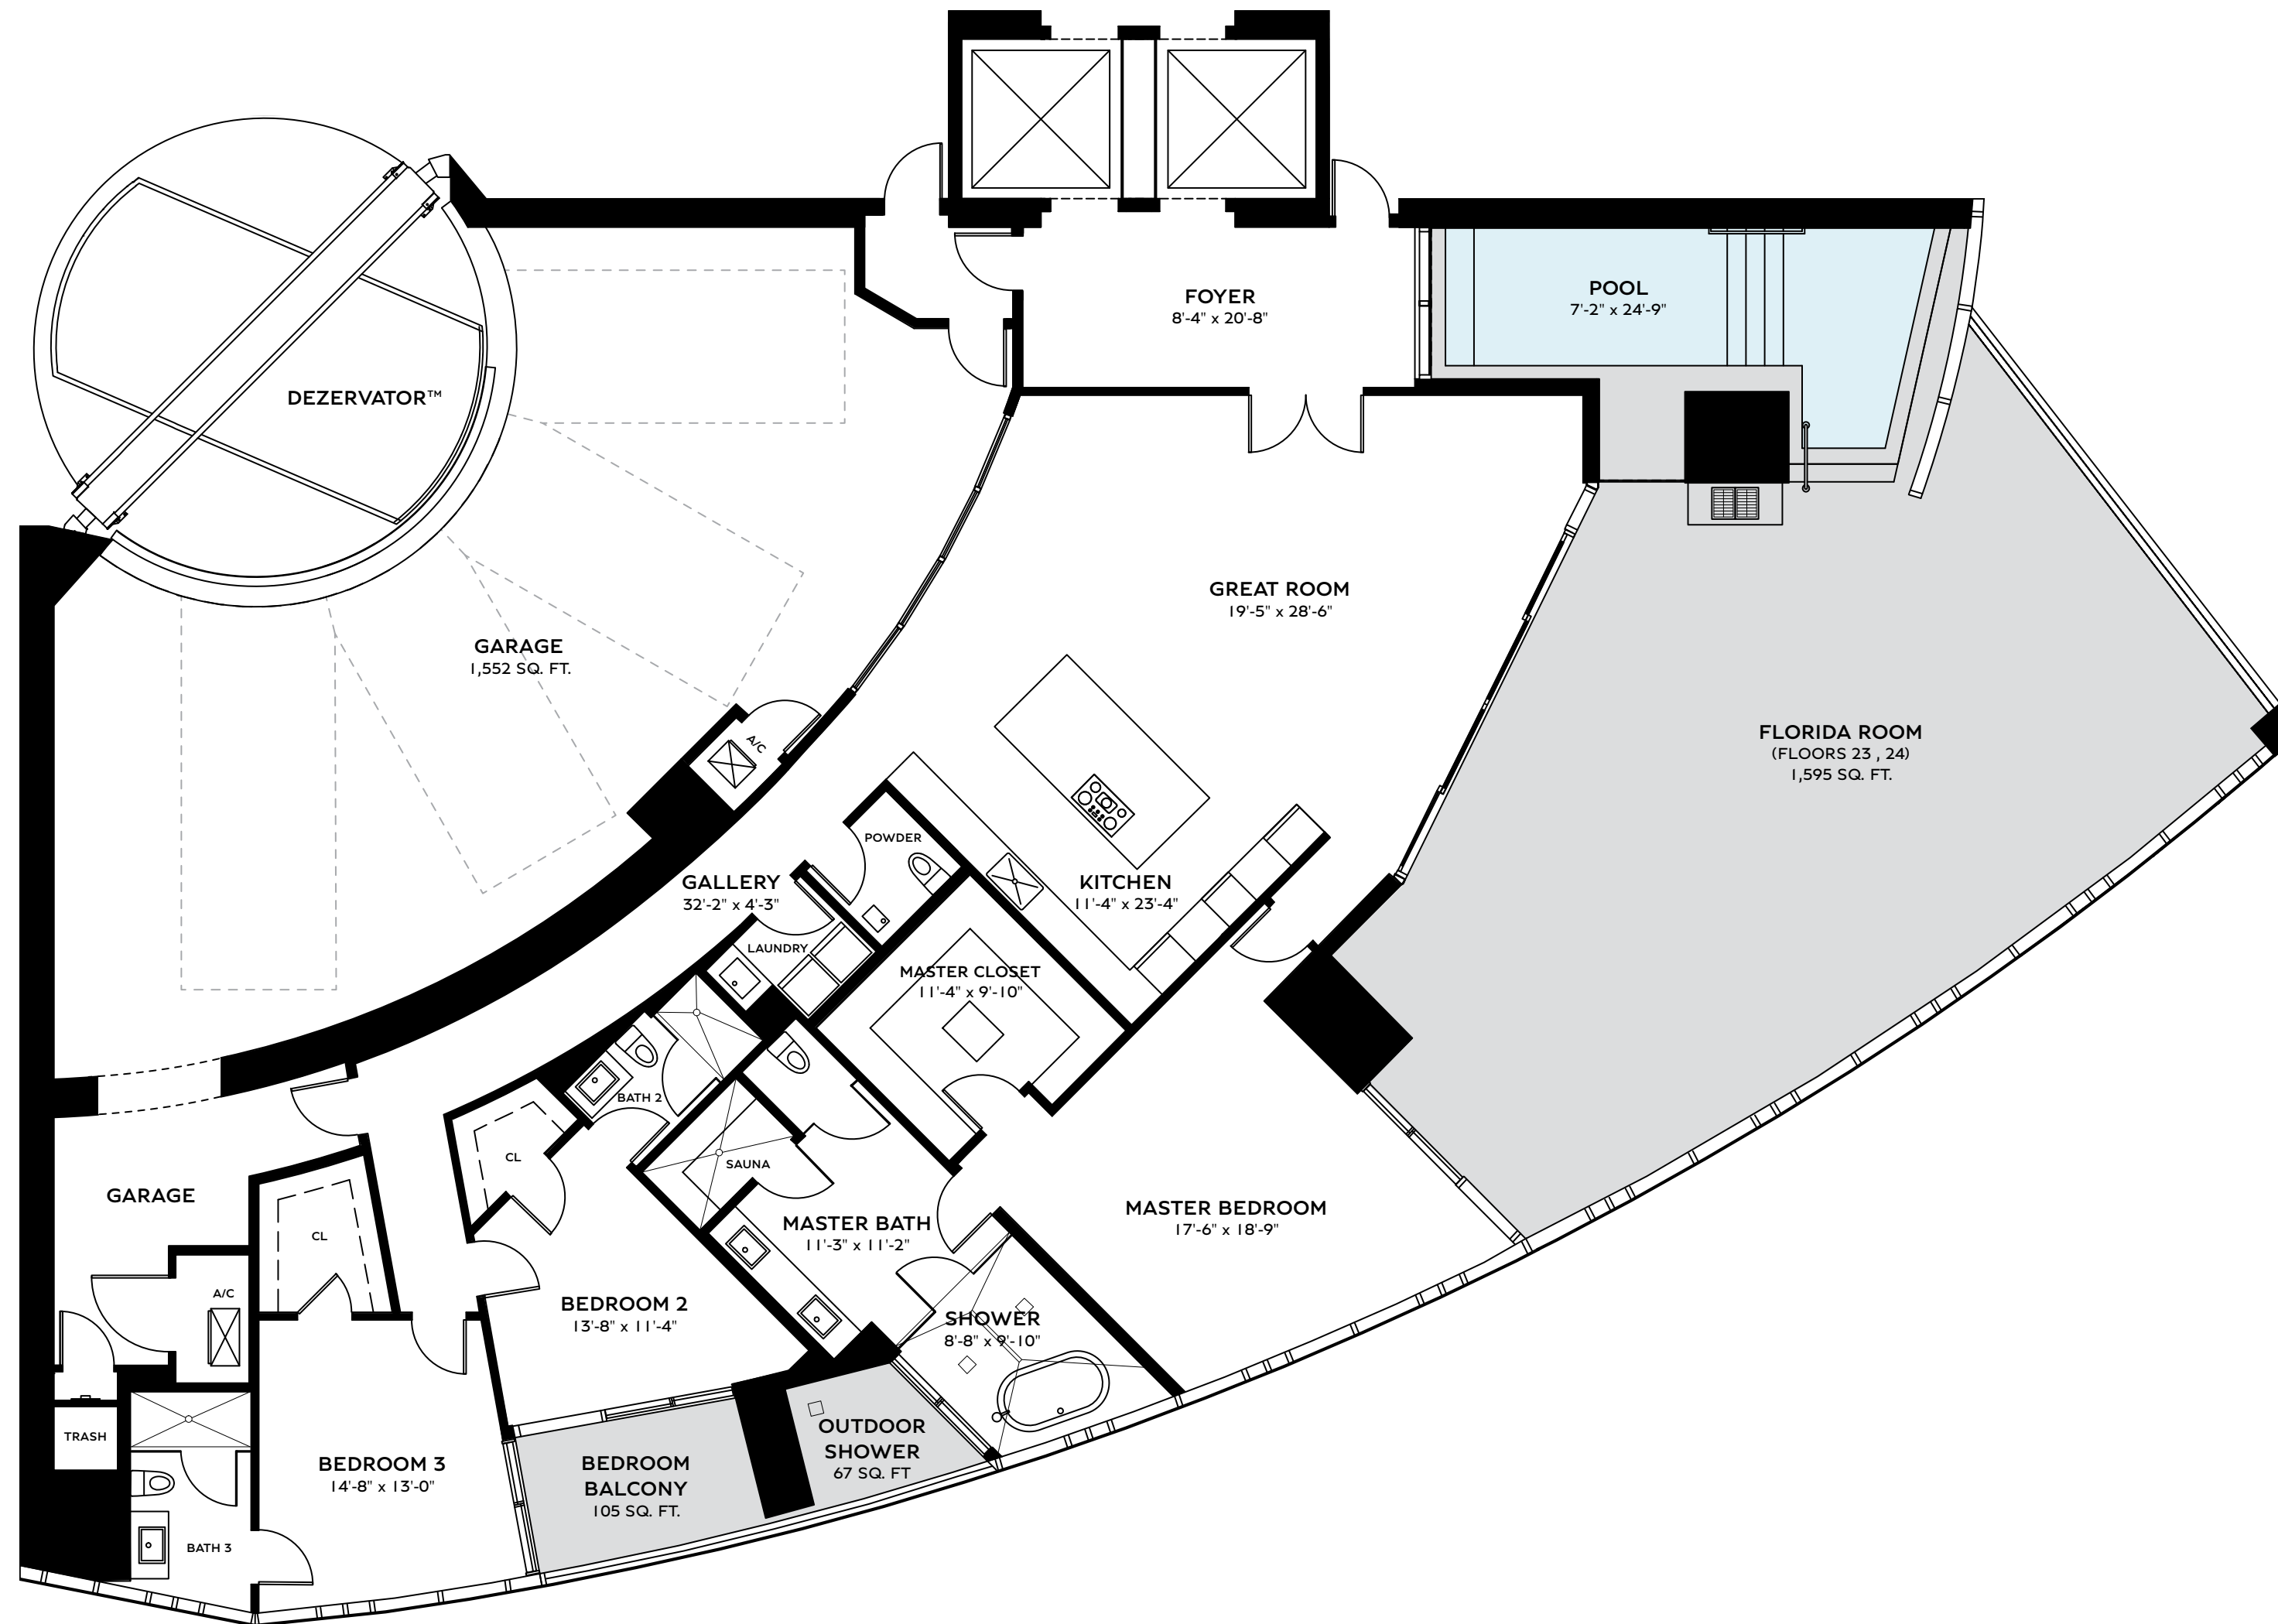 FOYER
8'-4" x 20'-8"
POOL
7'-2" x 24'-9"
DEZERVATOR™
GREAT ROOM
19'-5" x 28'-6"
GARAGE
1,552 SQ. FT.
A/C
FLORIDA ROOM
(FLOORS 23 , 24)
1,595 SQ. FT.
POWDER
GALLERY
32'-2" x 4'-3"
KITCHEN
11'-4" x 23'-4"
LAUNDRY
MASTER CLOSET
11'-4" x 9'-10"
BATH 2
CL
SAUNA
GARAGE
CL
MASTER BATH
11'-3" x 11'-2"
MASTER BEDROOM
17'-6" x 18'-9"
A/C
BEDROOM 2
13'-8" x 11'-4"
SHOWER
8'-8" x 9'-10"
TRASH
BEDROOM 3
14'-8" x 13'-0"
BEDROOM
BALCONY
105 SQ. FT.
OUTDOOR
SHOWER
67 SQ. FT
BATH 3